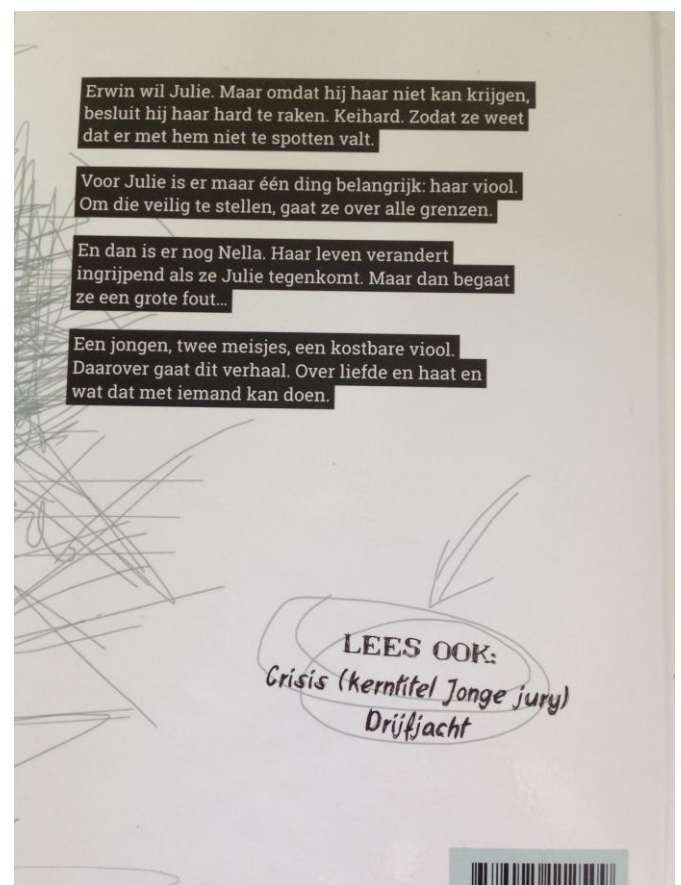 Erwin wil Julie. Maar omdat hij haar niet kan krijgen,
besluit hij haar hard te raken. Keihard. Zodat ze weet
dat er met hem niet te spotten valt.
Voor Julie is er maar één ding belangrijk: haar viool.
Om die veilig te stellen, gaat ze over alle grenzen.
En dan is er nog Nella. Haar leven verandert
ingrijpend als ze Julie tegenkomt. Maar dan begaat
ze een grote fout...
Een jongen, twee meisjes, een kostbare viool.
Daarover gaat dit verhaal. Over liefde en haat en
wat dat met iemand kan doen.
LEES OOK:
Crisis (kerntitel Jonge jury)
Drijfjacht